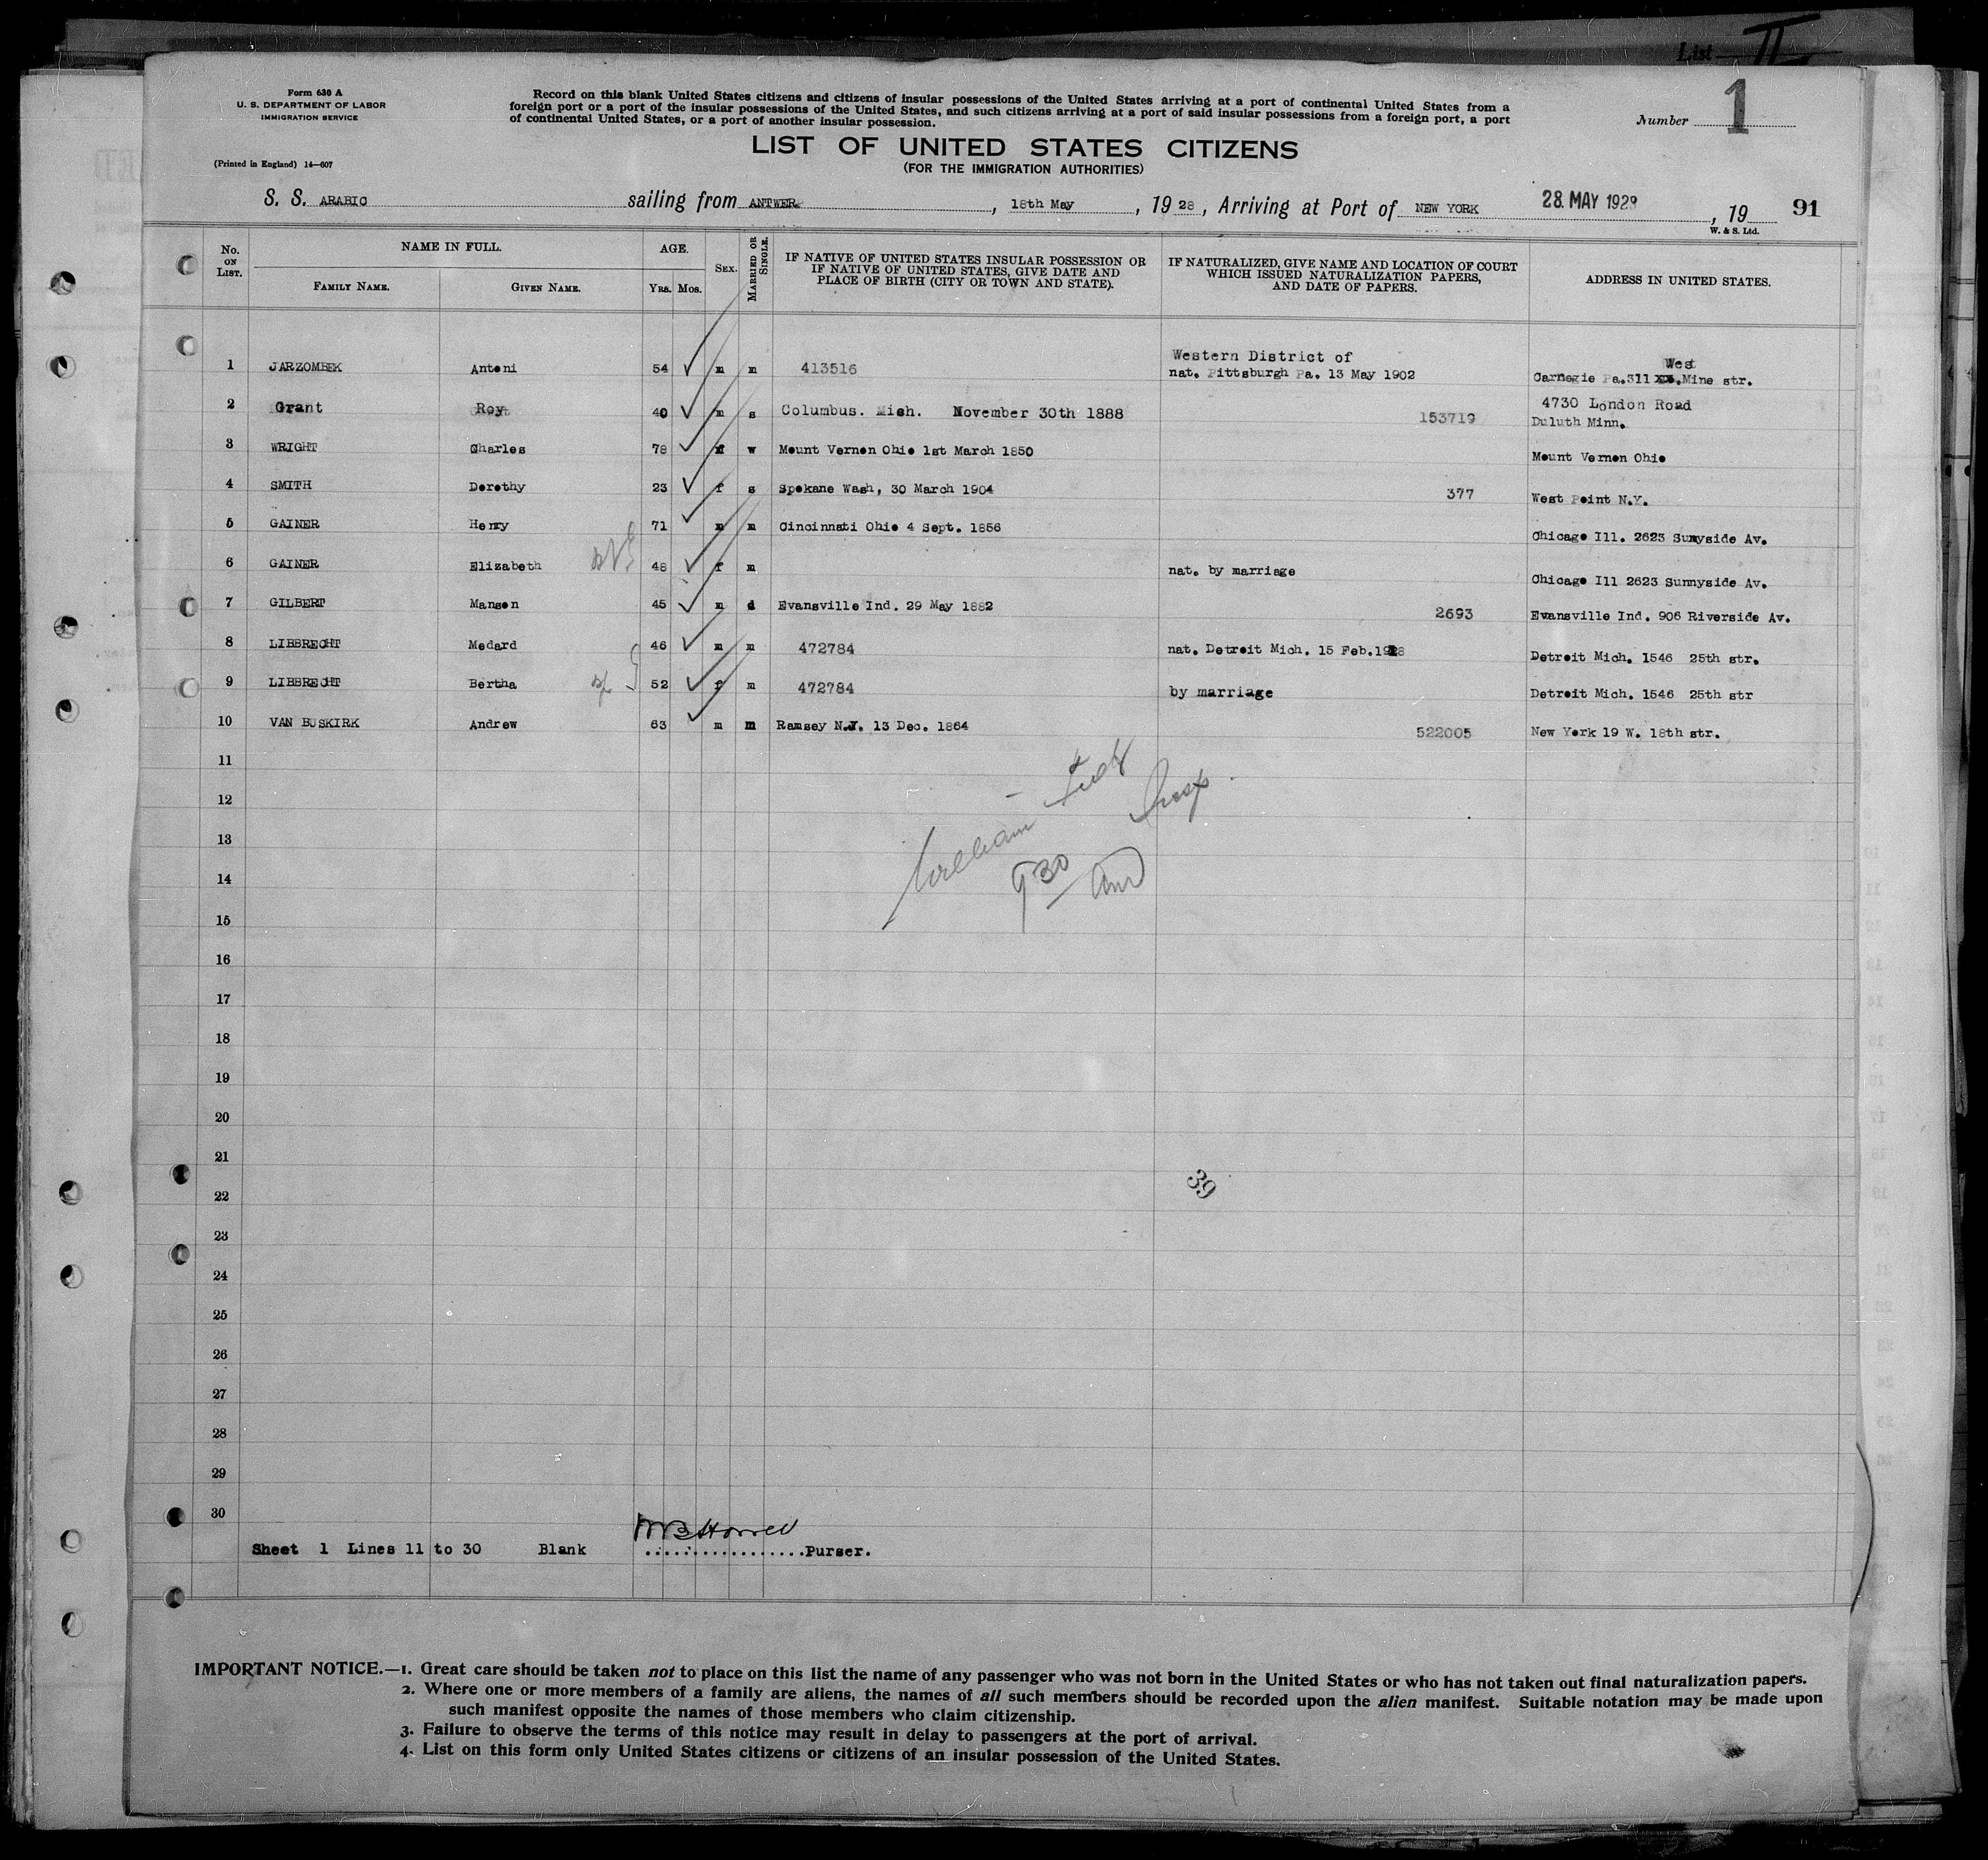 List II
Form 630 A
U. S. DEPARTMENT OF LABOR
IMMIGRATION SERVICE
(Printed in England) 14—607
Record on this blank United States citizens and citizens of insular possessions of the United States arriving at a port of continental United States from a
foreign port or a port of the insular possessions of the United States, and such citizens arriving at a port of said insular possessions from a foreign port, a port
of continental United States, or a port of another insular possession.
Number 1
LIST OF UNITED STATES CITIZENS
(FOR THE IMMIGRATION AUTHORITIES)
S. S. ARABIC sailing from ANTWER , 18th May , 19 28 , Arriving at Port of NEW YORK 28 MAY 1928 , 19 91
W. & S. Ltd.
No. ON LIST. NAME IN FULL. FAMILY NAME. GIVEN NAME. AGE. YRS. MOS. SEX. MARRIED OR SINGLE. IF NATIVE OF UNITED STATES INSULAR POSSESSION OR IF NATIVE OF UNITED STATES, GIVE DATE AND PLACE OF BIRTH (CITY OR TOWN AND STATE). IF NATURALIZED, GIVE NAME AND LOCATION OF COURT WHICH ISSUED NATURALIZATION PAPERS, AND DATE OF PAPERS. ADDRESS IN UNITED STATES.
1 JARZOMBEK Antoni 54 m m 413516 Western District of nat. Pittsburgh Pa. 13 May 1902 Carnegie Pa. 311 West Mine str.
2 Grant Roy 40 m s Columbus. Mich. November 30th 1888 153719 4730 London Road Duluth Minn.
3 WRIGHT Charles 78 w Mount Vernon Ohio 1st March 1850 Mount Vernon Ohio
4 SMITH Dorothy 23 f s Spokane Wash, 30 March 1904 377 West Point N.Y.
5 GAINER Henry 71 m m Cincinnati Ohio 4 Sept. 1856 Chicago Ill. 2623 Sunnyside Av.
6 GAINER Elizabeth 48 f m nat. by marriage Chicago Ill 2623 Sunnyside Av.
7 GILBERT Manson 45 m d Evansville Ind. 29 May 1882 2693 Evansville Ind. 906 Riverside Av.
8 LIBBRECHT Medard 46 m m 472784 nat. Detroit Mich. 15 Feb. 1928 Detroit Mich. 1546 25th str.
9 LIBBRECHT Bertha 52 f m 472784 by marriage Detroit Mich. 1546 25th str
10 VAN BUSKIRK Andrew 63 m m Ramsey N.J. 13 Dec. 1864 522005 New York 19 W. 18th str.
11
William Insp.
12
13
14
930
15
16
17
18
19
20
21
22
39
23
24
25
26
27
28
29
30
Sheet 1 Lines 11 to 30 Blank .................Purser.
IMPORTANT NOTICE.—1. Great care should be taken not to place on this list the name of any passenger who was not born in the United States or who has not taken out final naturalization papers.
2. Where one or more members of a family are aliens, the names of all such members should be recorded upon the alien manifest. Suitable notation may be made upon
such manifest opposite the names of those members who claim citizenship.
3. Failure to observe the terms of this notice may result in delay to passengers at the port of arrival.
4. List on this form only United States citizens or citizens of an insular possession of the United States.